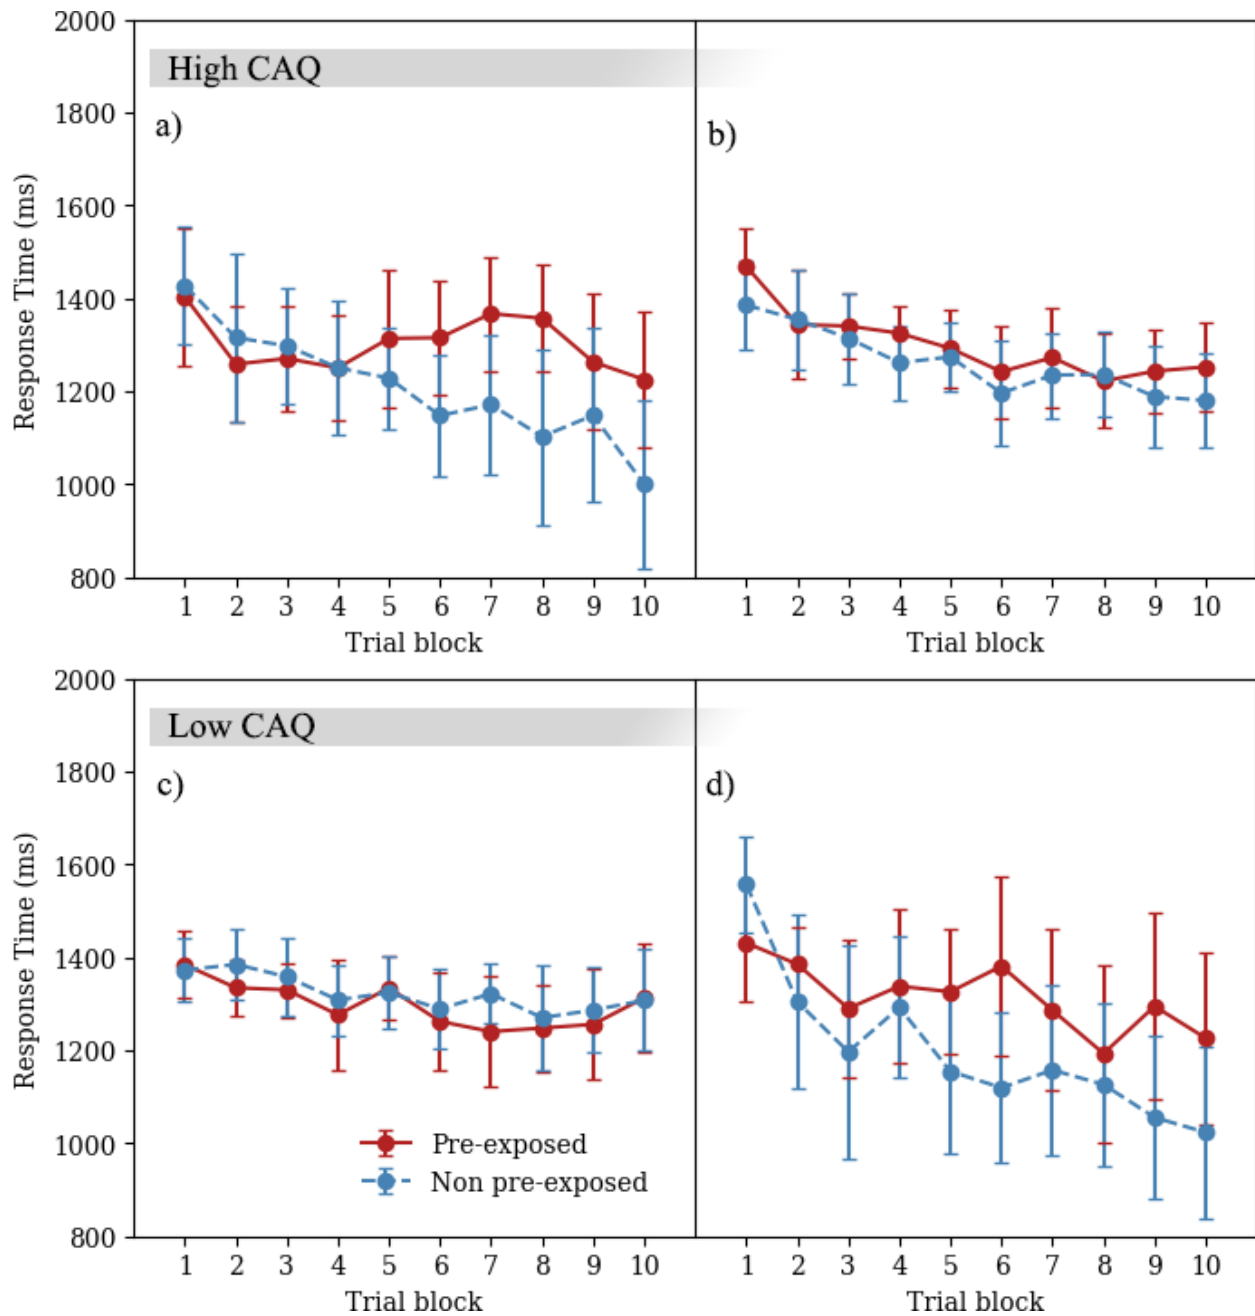 2000
1800
1600
1400
1200
1000
800
Response Time (ms)
High CAQ
a)
b)
1 2 3 4 5 6 7 8 9 10
1 2 3 4 5 6 7 8 9 10
Trial block
Trial block
2000
1800
1600
1400
1200
1000
800
Response Time (ms)
Low CAQ
c)
d)
Pre-exposed
Non pre-exposed
1 2 3 4 5 6 7 8 9 10
1 2 3 4 5 6 7 8 9 10
Trial block
Trial block